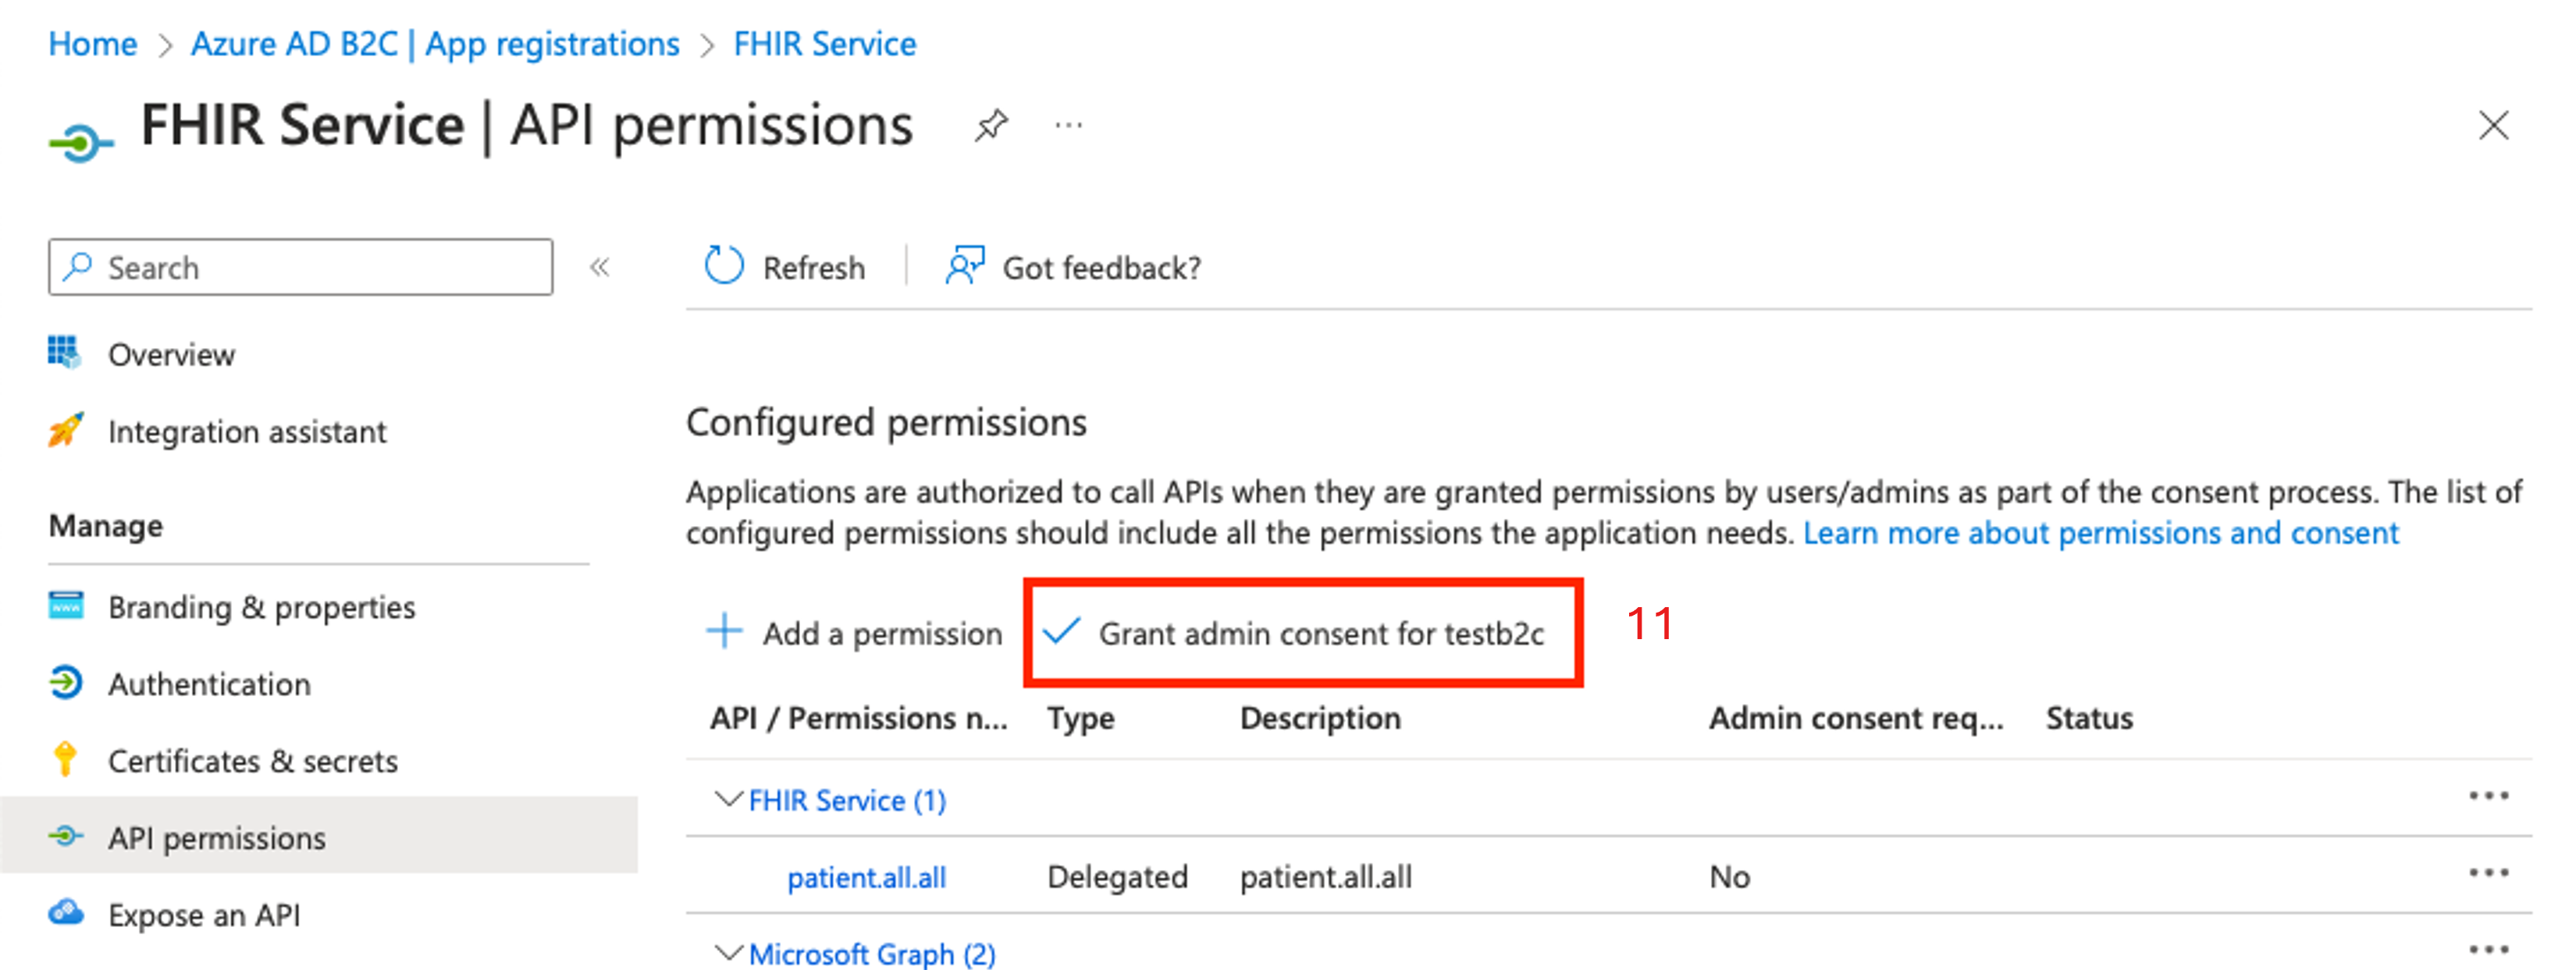 Home > Azure AD B2C | App registrations > FHIR Service
FHIR Service | API permissions
Search
Refresh
Got feedback?
Overview
Integration assistant
Manage
Branding & properties
Authentication
Certificates & secrets
API permissions
Expose an API
Configured permissions
Applications are authorized to call APIs when they are granted permissions by users/admins as part of the consent process. The list of
configured permissions should include all the permissions the application needs. Learn more about permissions and consent
Add a permission
Grant admin consent for testb2c
11
API / Permissions n... Type Description Admin consent req... Status
FHIR Service (1)
patient.all.all Delegated patient.all.all No
Microsoft Graph (2)